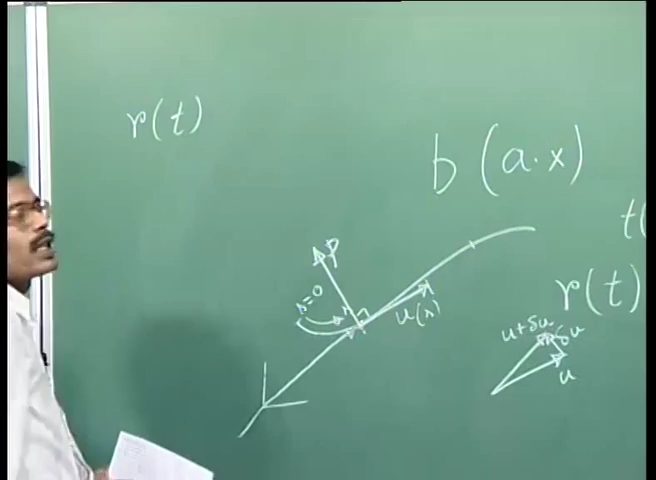 r(t)
b (a·x)
t(
r(t)
p
s=0
s
u(s)
u+δu
δu
u